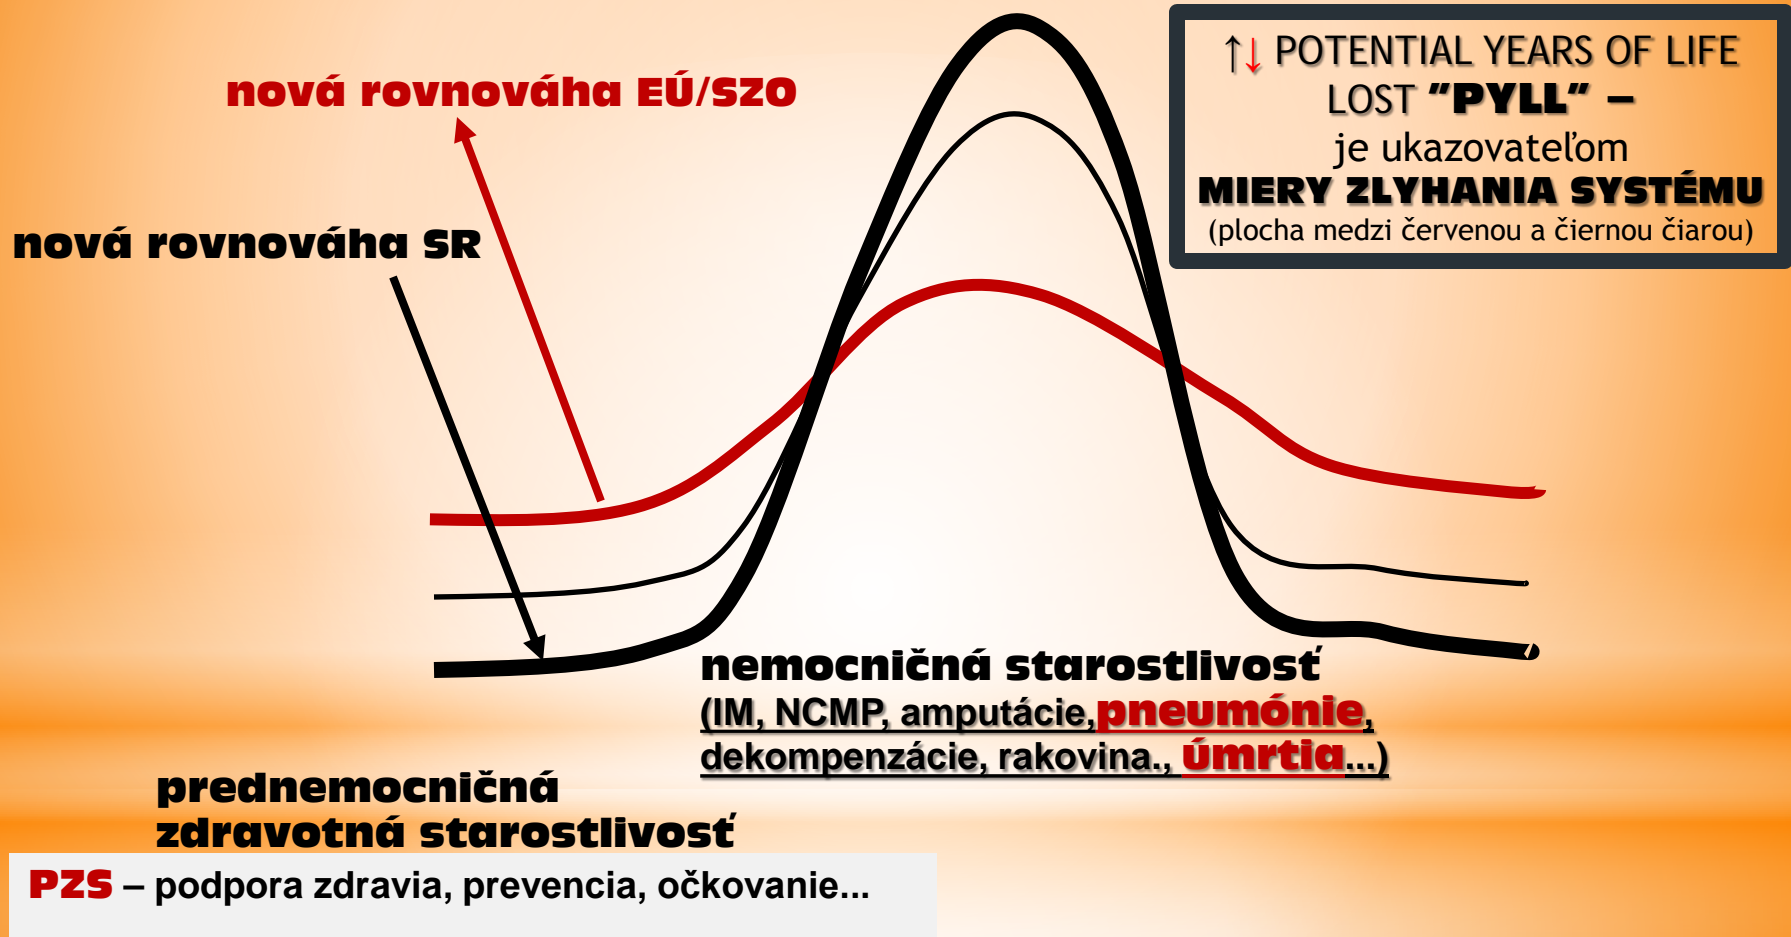 nová rovnováha EÚ/SZO
nová rovnováha SR
↑↓ POTENTIAL YEARS OF LIFE
LOST ”PYLL” –
je ukazovateľom
MIERY ZLYHANIA SYSTÉMU
(plocha medzi červenou a čiernou čiarou)
nemocničná starostlivosť
(IM, NCMP, amputácie,pneumónie,
dekompenzácie, rakovina., úmrtia...)
prednemocničná
zdravotná starostlivosť
PZS – podpora zdravia, prevencia, očkovanie...